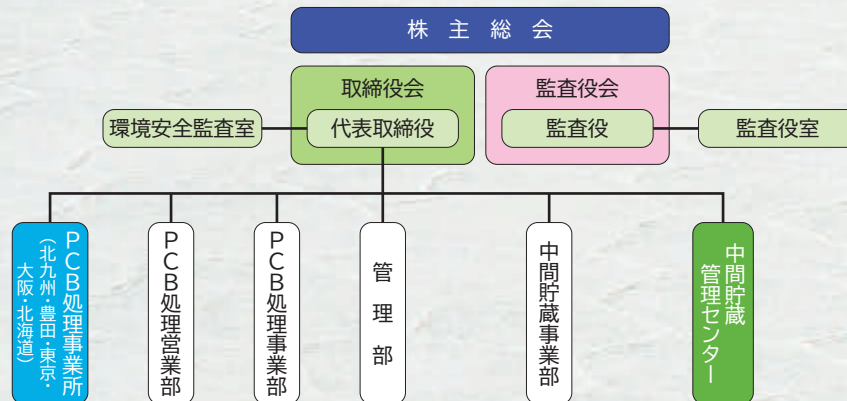 株主総会
取締役会
監査役会
環境安全監査室
代表取締役
監査役
監査役室
PCB処理事業所
（北九州・豊田・東京・
大阪・北海道）
PCB処理営業部
PCB処理事業部
管理部
中間貯蔵事業部
中間貯蔵
管理センター